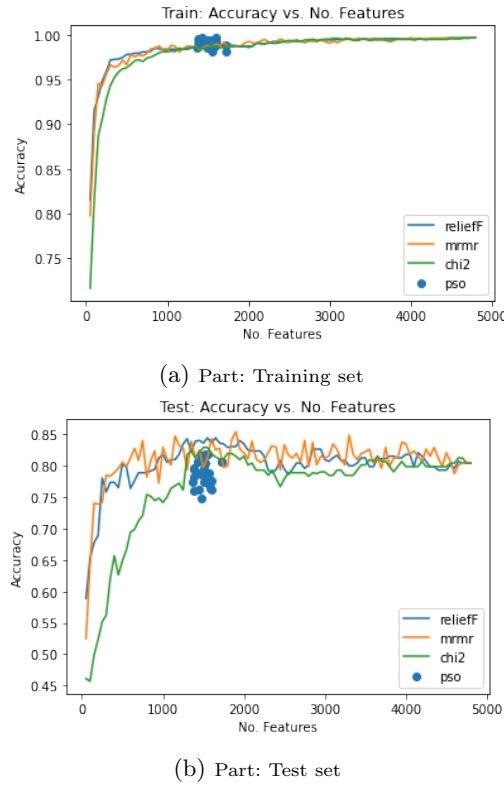 Train: Accuracy vs. No. Features
1.00
0.95
0.90
0.85
0.80
0.75
Accuracy
reliefF
mrmr
chi2
pso
0 1000 2000 3000 4000 5000
No. Features
(a) Part: Training set
Test: Accuracy vs. No. Features
0.85
0.80
0.75
0.70
0.65
0.60
0.55
0.50
0.45
Accuracy
reliefF
mrmr
chi2
pso
0 1000 2000 3000 4000 5000
No. Features
(b) Part: Test set